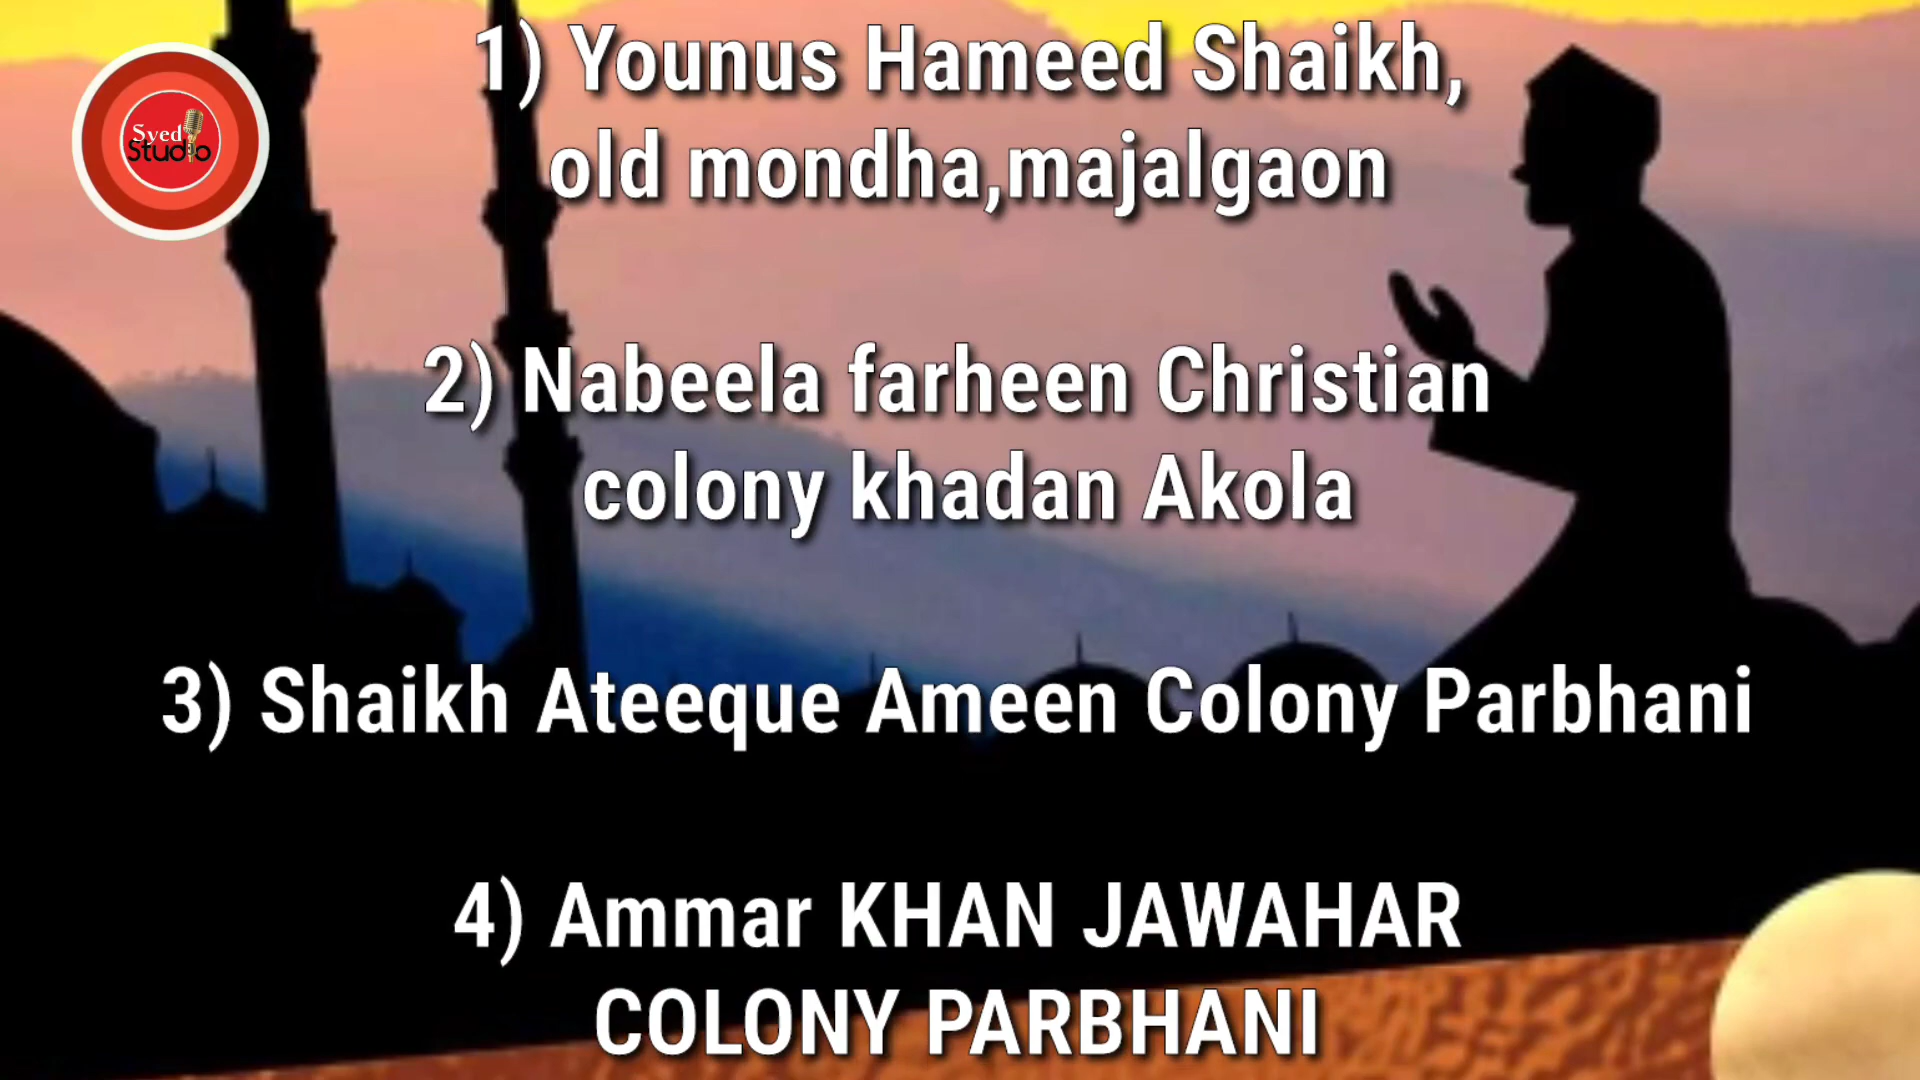 Syed
Studio
1) Younus Hameed Shaikh,
old mondha,majalgaon
2) Nabeela farheen Christian
colony khadan Akola
3) Shaikh Ateeque Ameen Colony Parbhani
4) Ammar KHAN JAWAHAR
COLONY PARBHANI